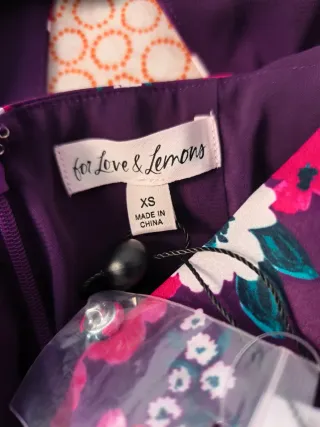 for Love & Lemons
XS
MADE IN
CHINA